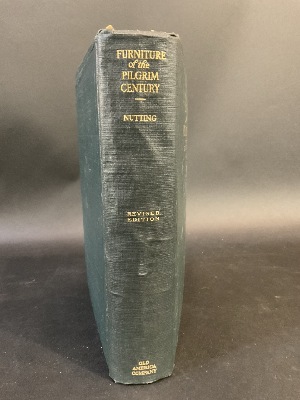 FURNITURE
of the
PILGRIM
CENTURY
NUTTING
REVISED
EDITION
OLD
AMERICA
COMPANY